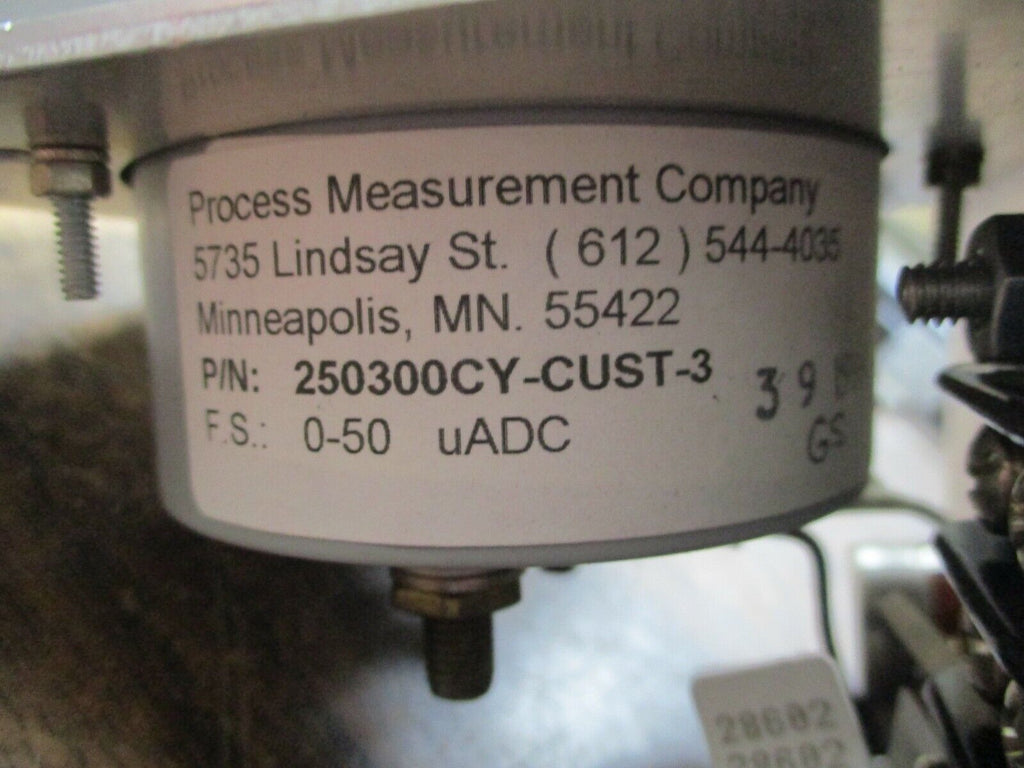 Process Measurement Company
5735 Lindsay St. ( 612 ) 544-4035
Minneapolis, MN. 55422
P/N: 250300CY-CUST-3
F.S.: 0-50 uADC
39
GS
28602
28602